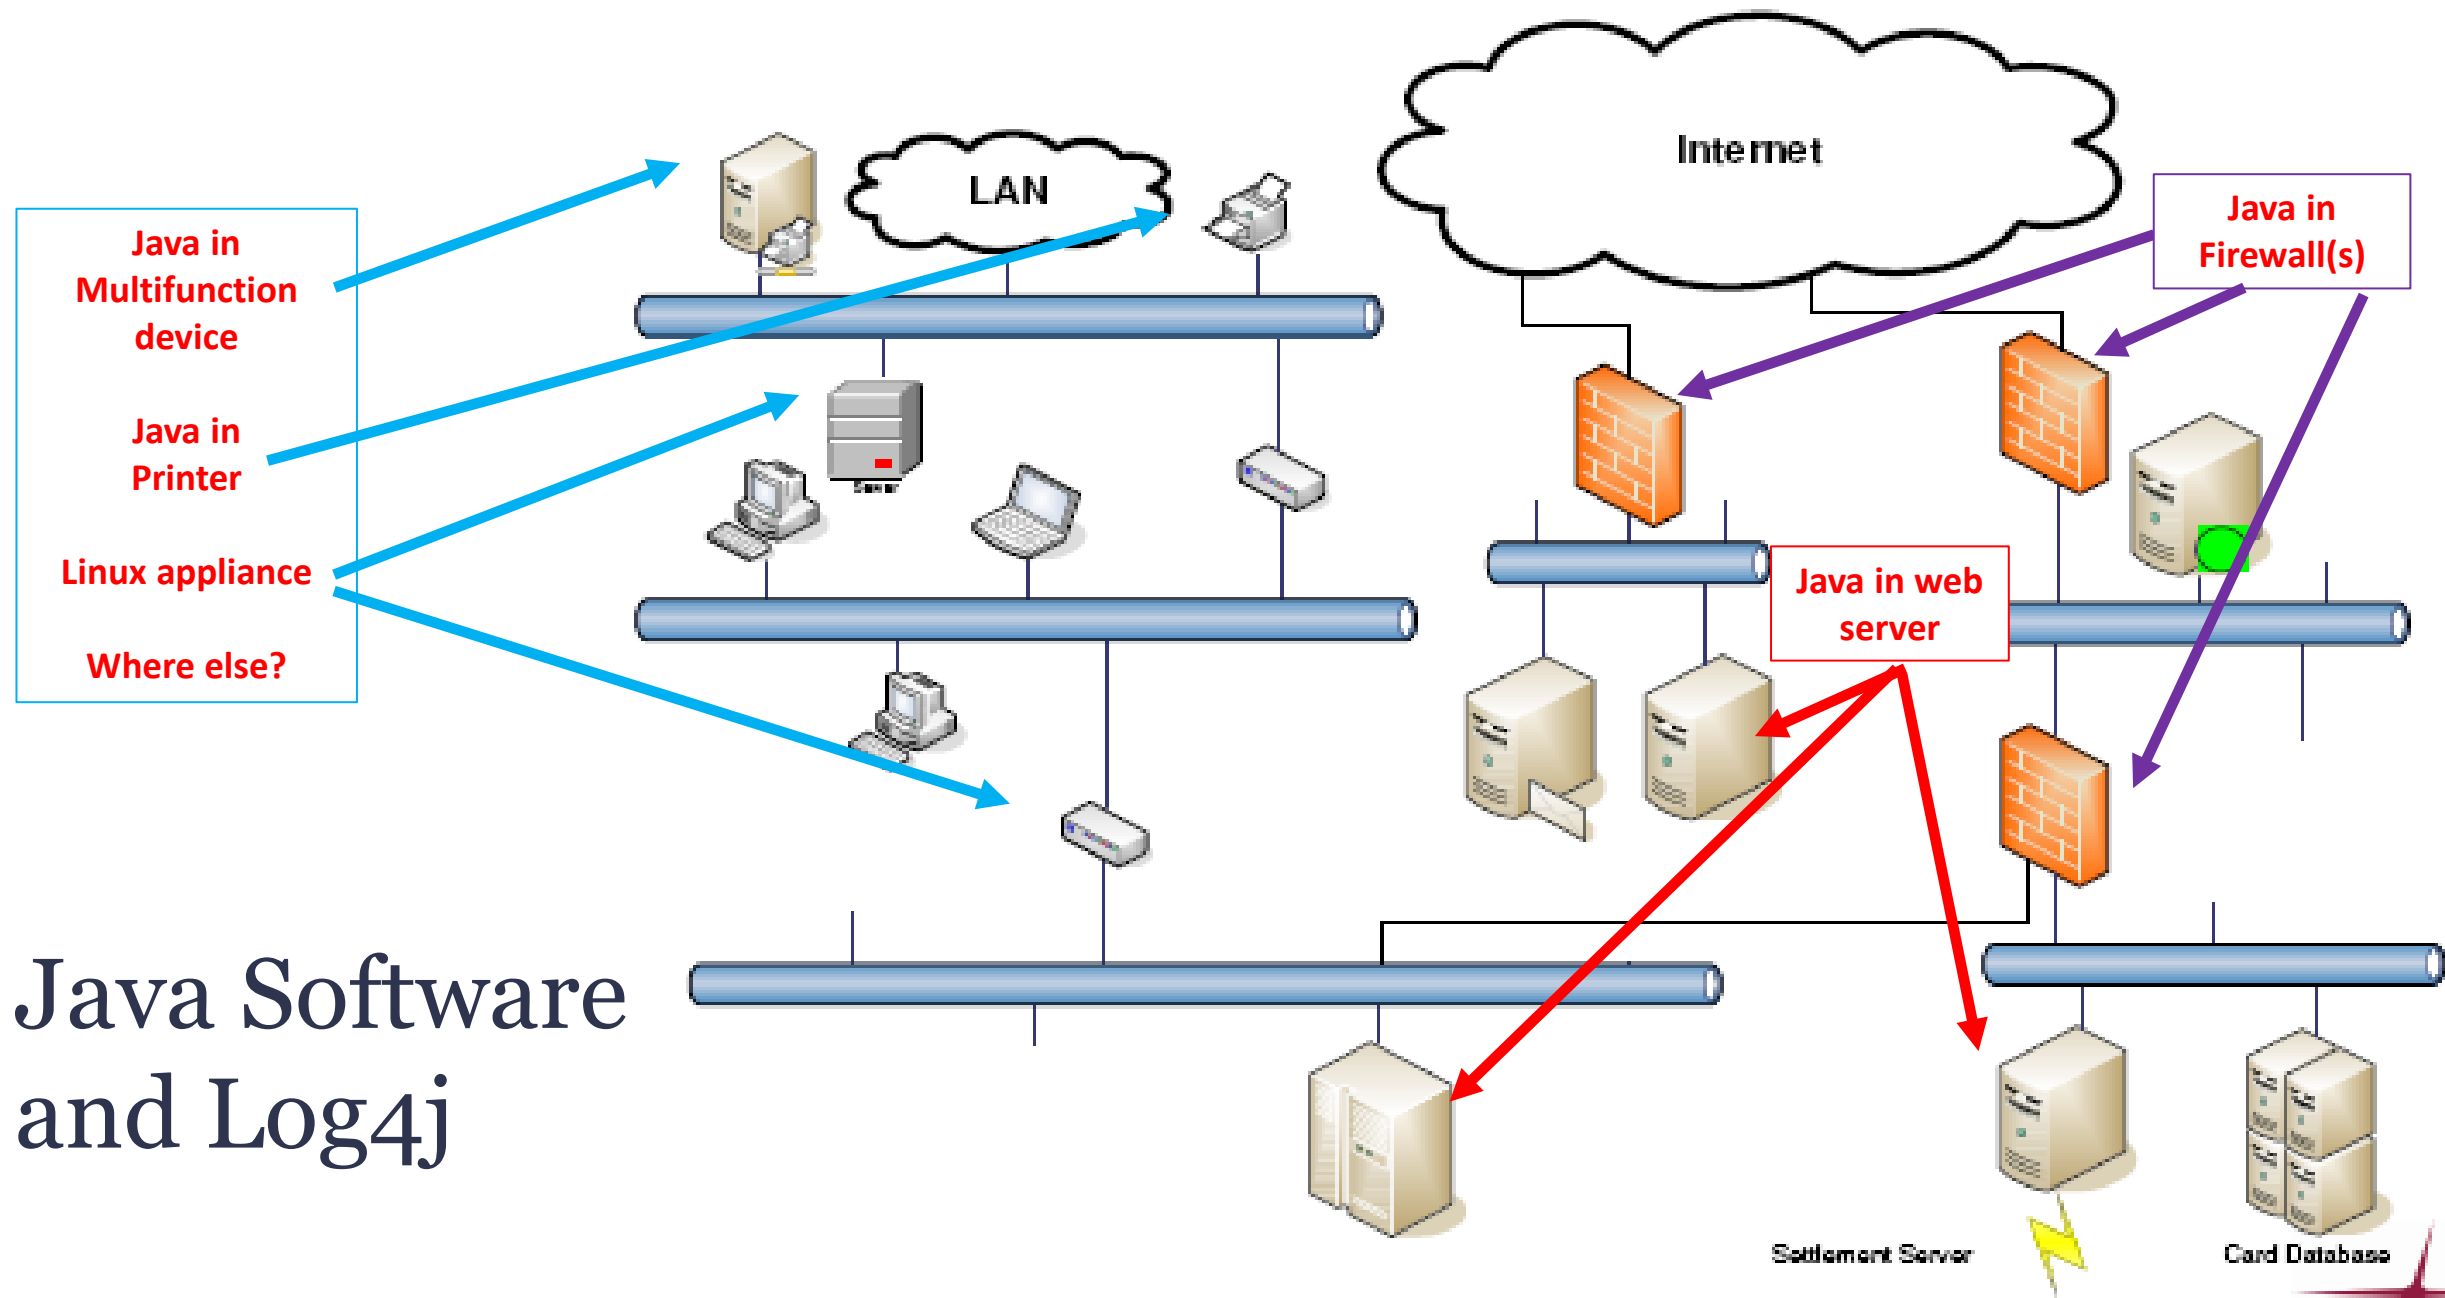 Internet
LAN
Java in
Multifunction
device
Java in
Printer
Linux appliance
Where else?
Java in
Firewall(s)
Server
Java in web
server
Java Software
and Log4j
Settlement Server
Card Database